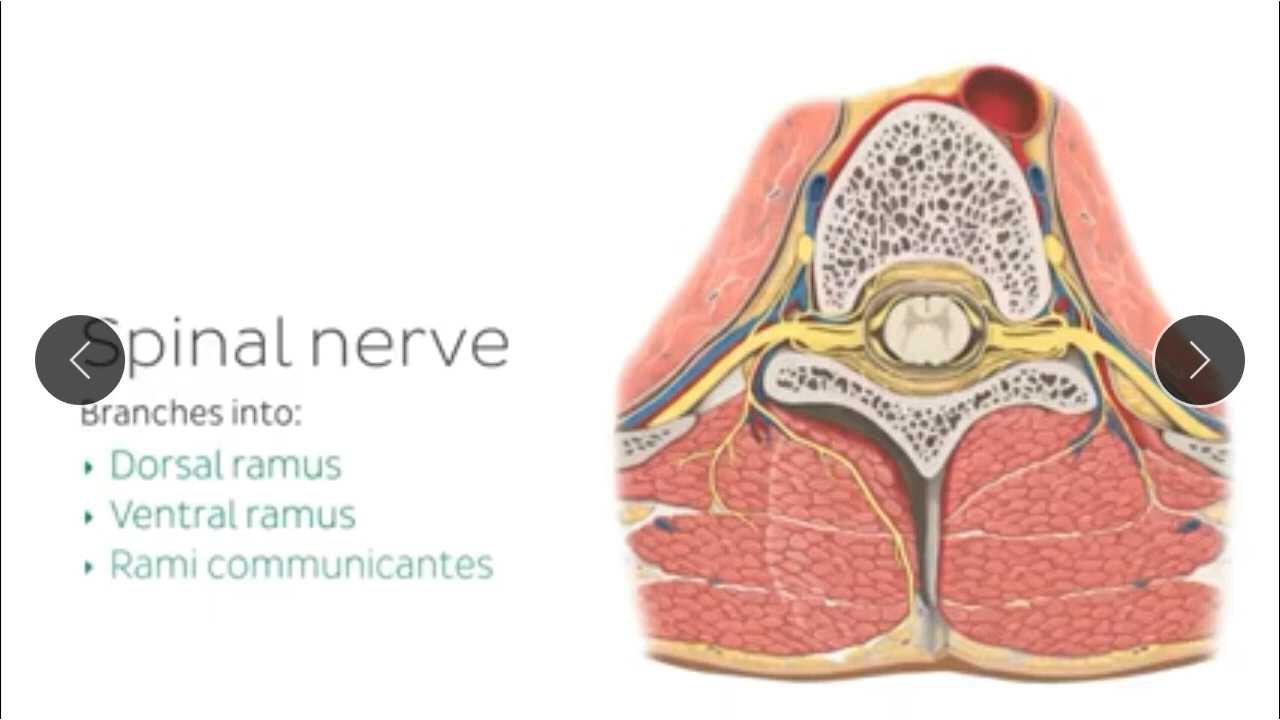 Spinal nerve
Branches into:
Dorsal ramus
Ventral ramus
Rami communicantes